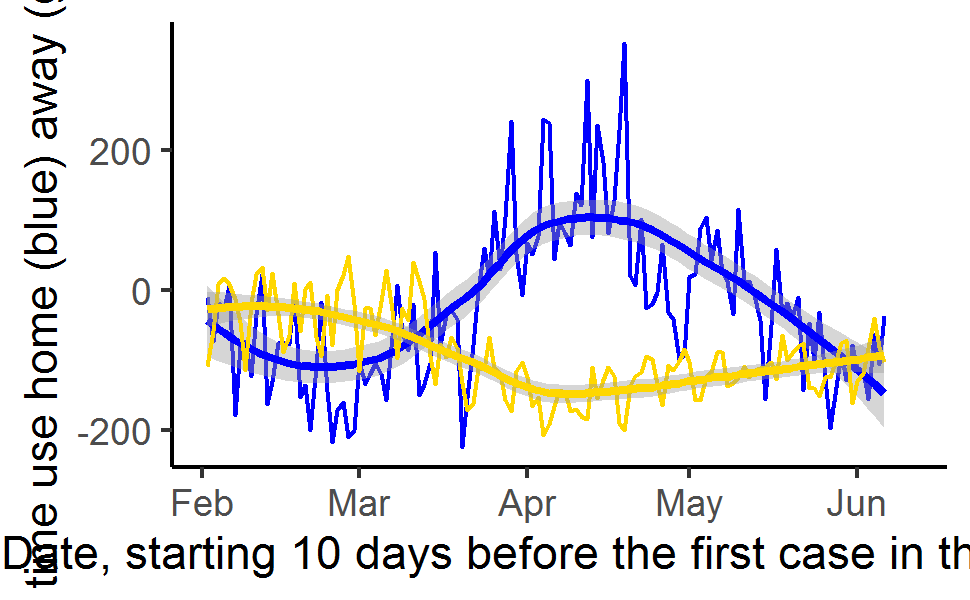 time use home (blue) away (
200
0
-200
Feb Mar Apr May Jun
Date, starting 10 days before the first case in th